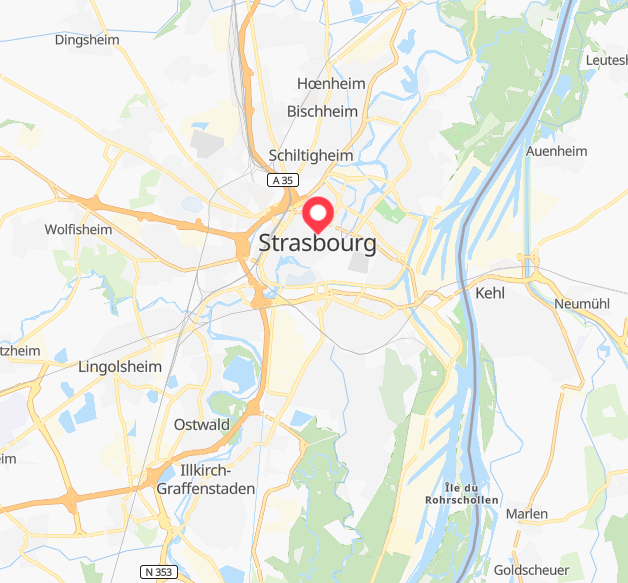 Dingsheim
Leutesh
Hœnheim
Bischheim
Schiltigheim
Auenheim
A 35
Wolfisheim
Strasbourg
Kehl
Neumühl
tzheim
Lingolsheim
Ostwald
eim
Illkirch-
Graffenstaden
Île du
Rohrschollen
Marlen
N 353
Goldscheuer